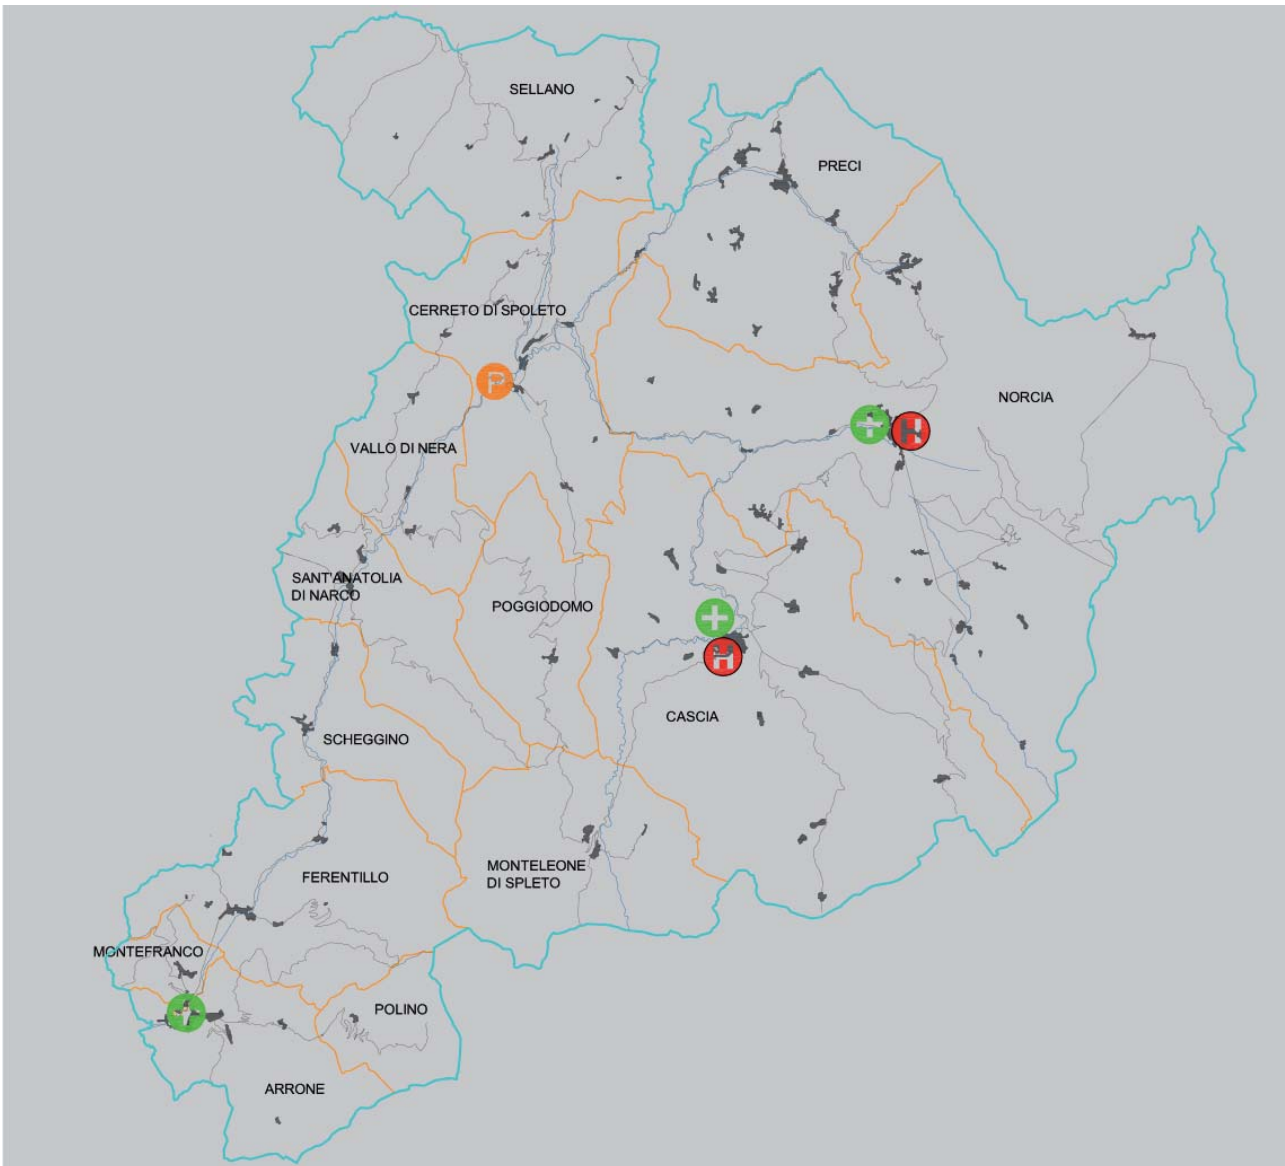 SELLANO
PRECI
CERRETO DI SPOLETO
NORCIA
P
H
VALLO DI NERA
SANT'ANATOLIA
DI NARCO
POGGIODOMO
H
CASCIA
SCHEGGINO
MONTELEONE
DI SPLETO
FERENTILLO
MONTEFRANCO
POLINO
ARRONE